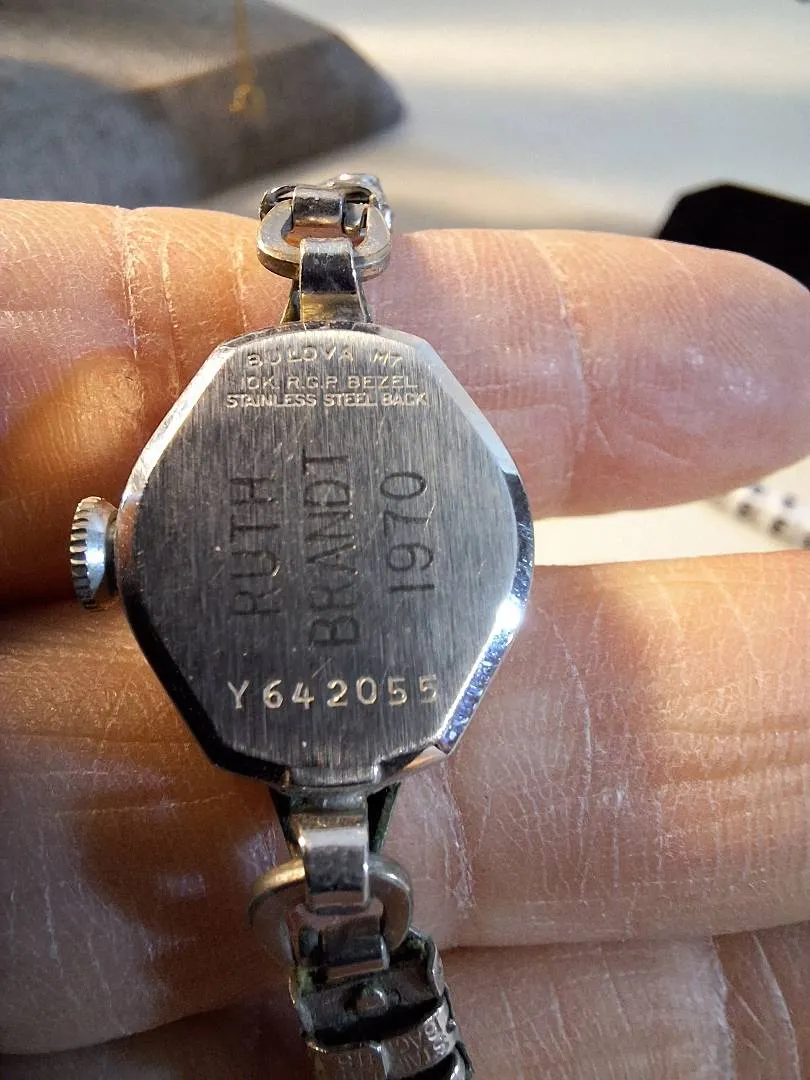 BULOVA M7
10K. R.G.P. BEZEL
STAINLESS STEEL BACK
RUTH
BRANDT
1970
Y642055